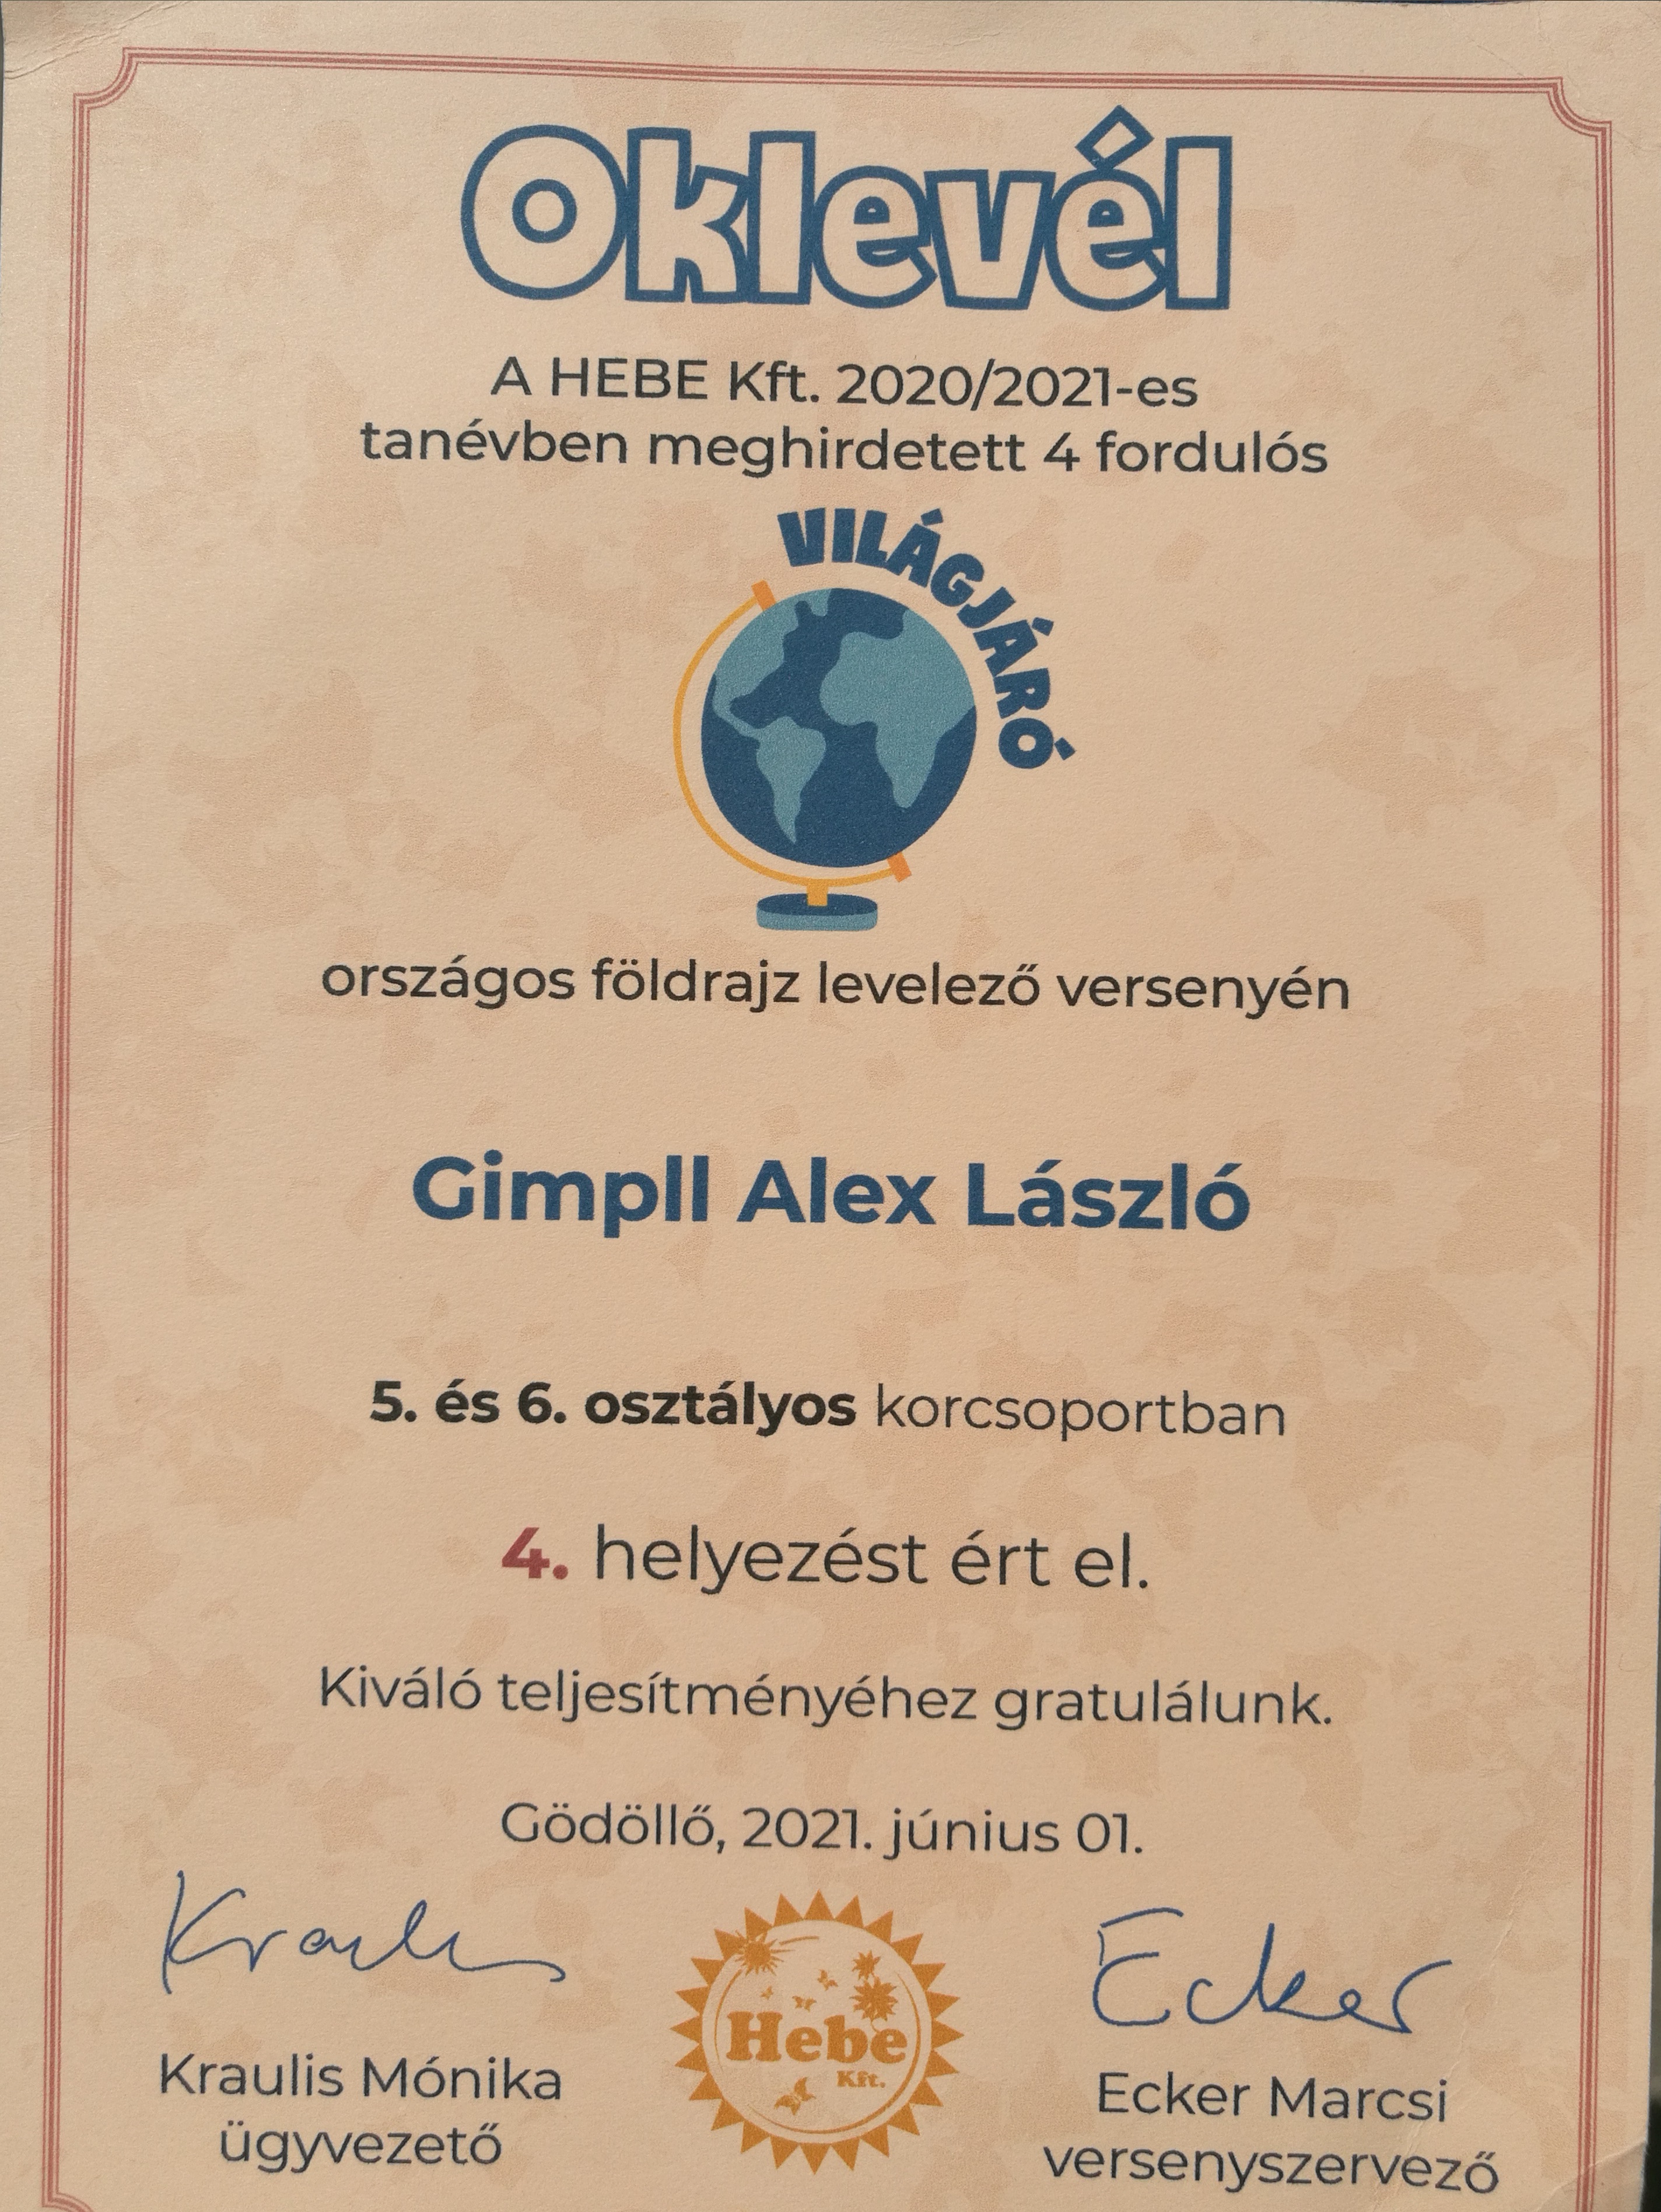 Oklevél
A HEBE Kft. 2020/2021-es
tanévben meghirdetett 4 fordulós
VILÁGJÁRÓ
országos földrajz levelező versenyén
Gimpll Alex László
5. és 6. osztályos korcsoportban
4. helyezést ért el.
Kiváló teljesítményéhez gratulálunk.
Gödöllő, 2021. június 01.
Kraulis
Ecker
Hebe
Kft.
Kraulis Mónika
ügyvezető
Ecker Marcsi
versenyszervező